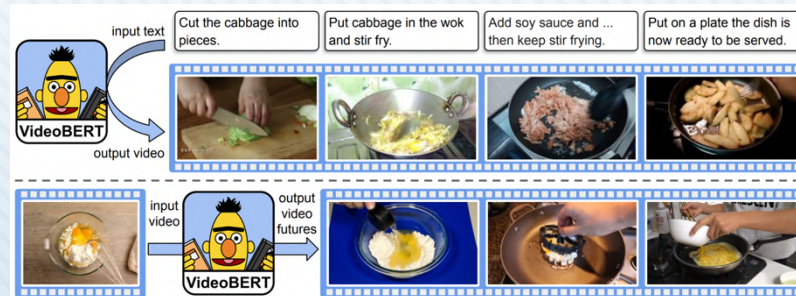 input text
Cut the cabbage into
pieces.
Put cabbage in the wok
and stir fry.
Add soy sauce and ...
then keep stir frying.
Put on a plate the dish is
now ready to be served.
VideoBERT
output video
input
video
VideoBERT
output
video
futures